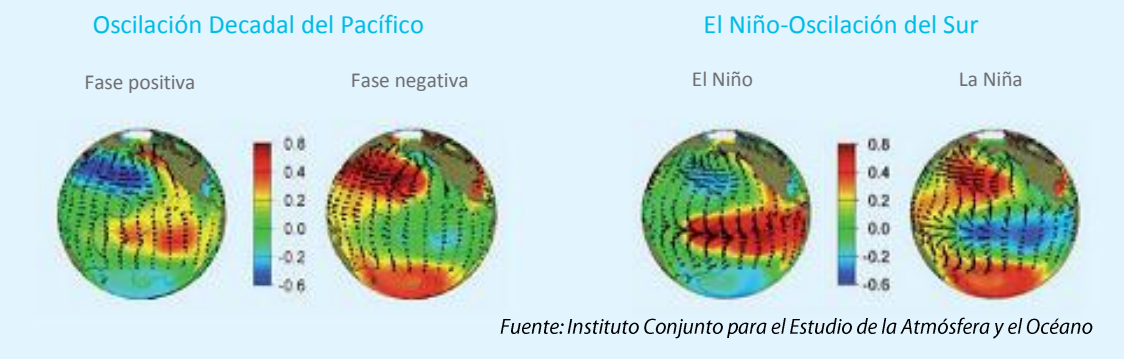 Oscilación Decadal del Pacífico
El Niño-Oscilación del Sur
Fase positiva
Fase negativa
El Niño
La Niña
0.8
0.4
0.2
0.0
-0.2
-0.6
0.8
0.4
0.2
0.0
-0.2
-0.6
Fuente: Instituto Conjunto para el Estudio de la Atmósfera y el Océano